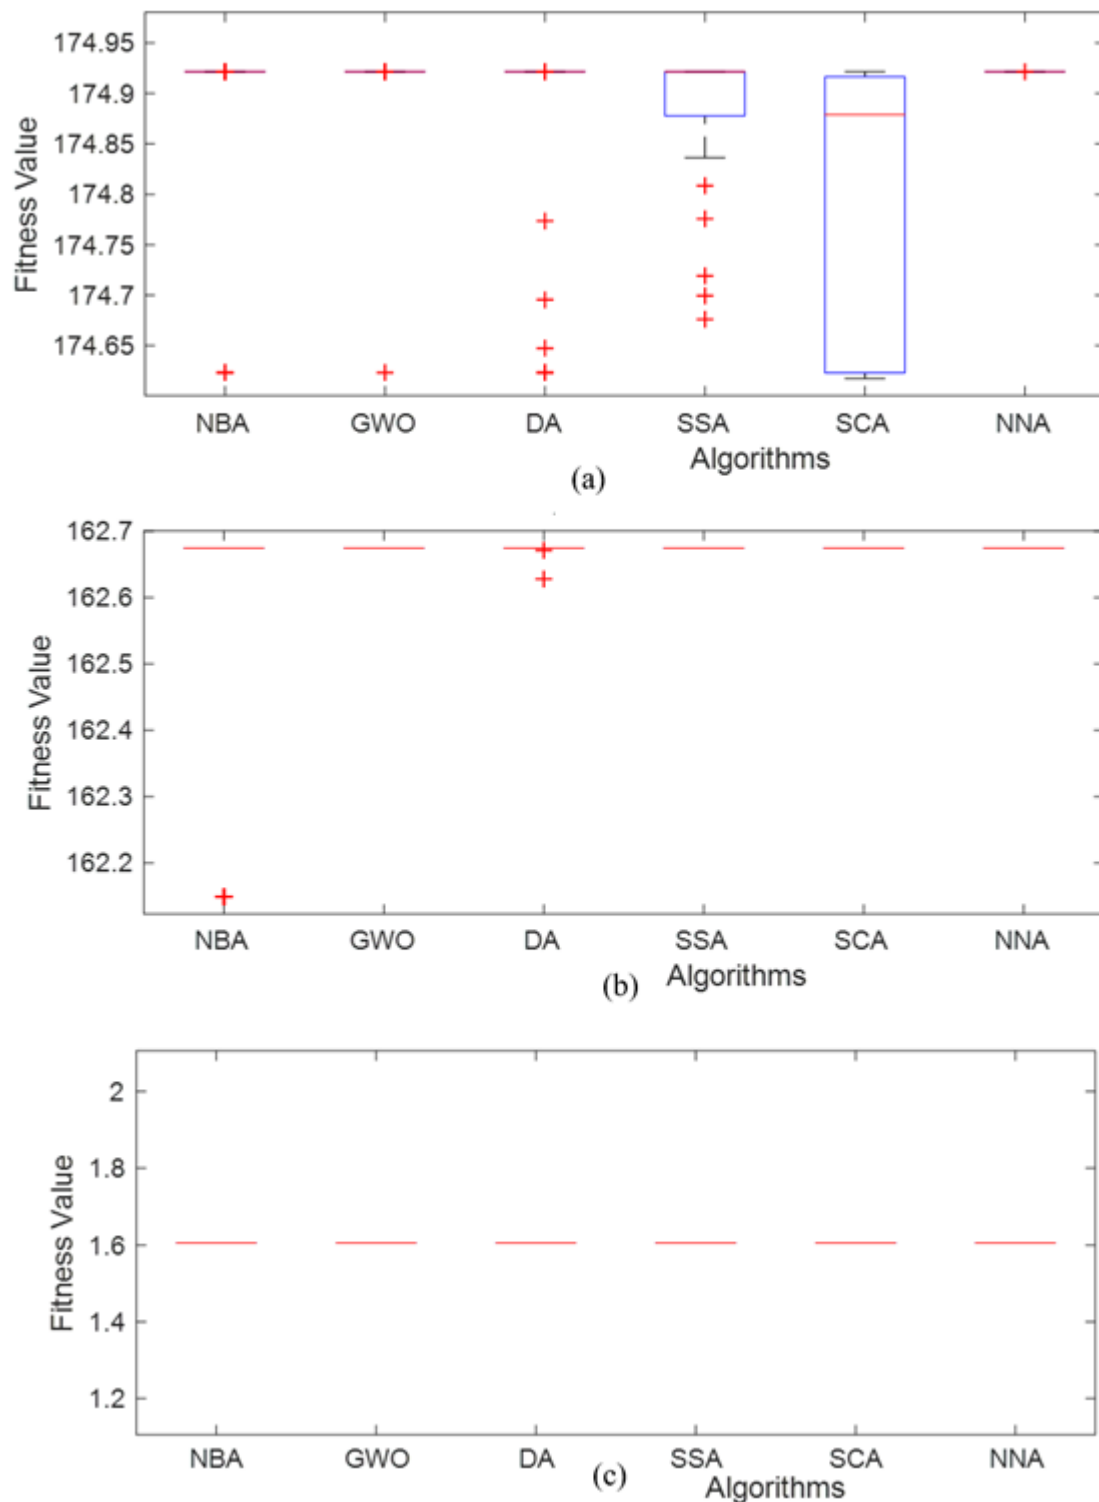 174.95
174.9
174.85
174.8
174.75
174.7
174.65
Fitness Value
NBA GWO DA SSA SCA NNA
Algorithms
(a)
162.7
162.6
162.5
162.4
162.3
162.2
Fitness Value
NBA GWO DA SSA SCA NNA
Algorithms
(b)
2
1.8
1.6
1.4
1.2
Fitness Value
NBA GWO DA SSA SCA NNA
Algorithms
(c)